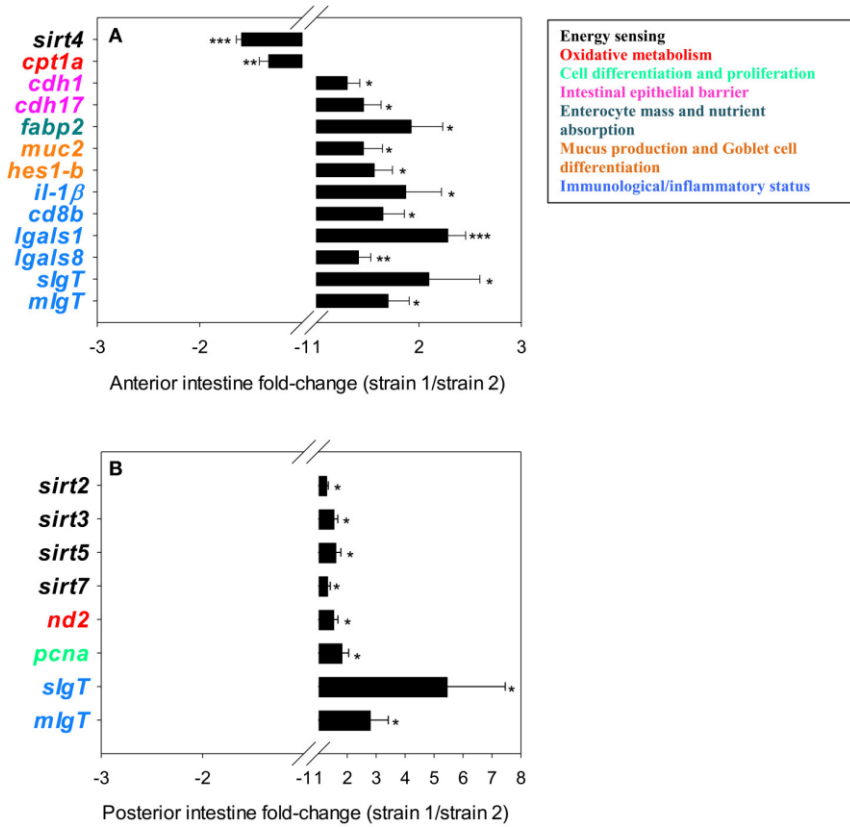 A
sirt4
***
cpt1a
**
cdh1
*
cdh17
*
fabp2
*
muc2
*
hes1-b
*
il-1β
*
cd8b
*
lgals1
***
lgals8
**
sIgT
*
mIgT
*
-3 -2 -1 1 2 3
Anterior intestine fold-change (strain 1/strain 2)
Energy sensing
Oxidative metabolism
Cell differentiation and proliferation
Intestinal epithelial barrier
Enterocyte mass and nutrient
absorption
Mucus production and Goblet cell
differentiation
Immunological/inflammatory status
B
sirt2
*
sirt3
*
sirt5
*
sirt7
*
nd2
*
pcna
*
sIgT
*
mIgT
*
-3 -2 -1 1 2 3 4 5 6 7 8
Posterior intestine fold-change (strain 1/strain 2)